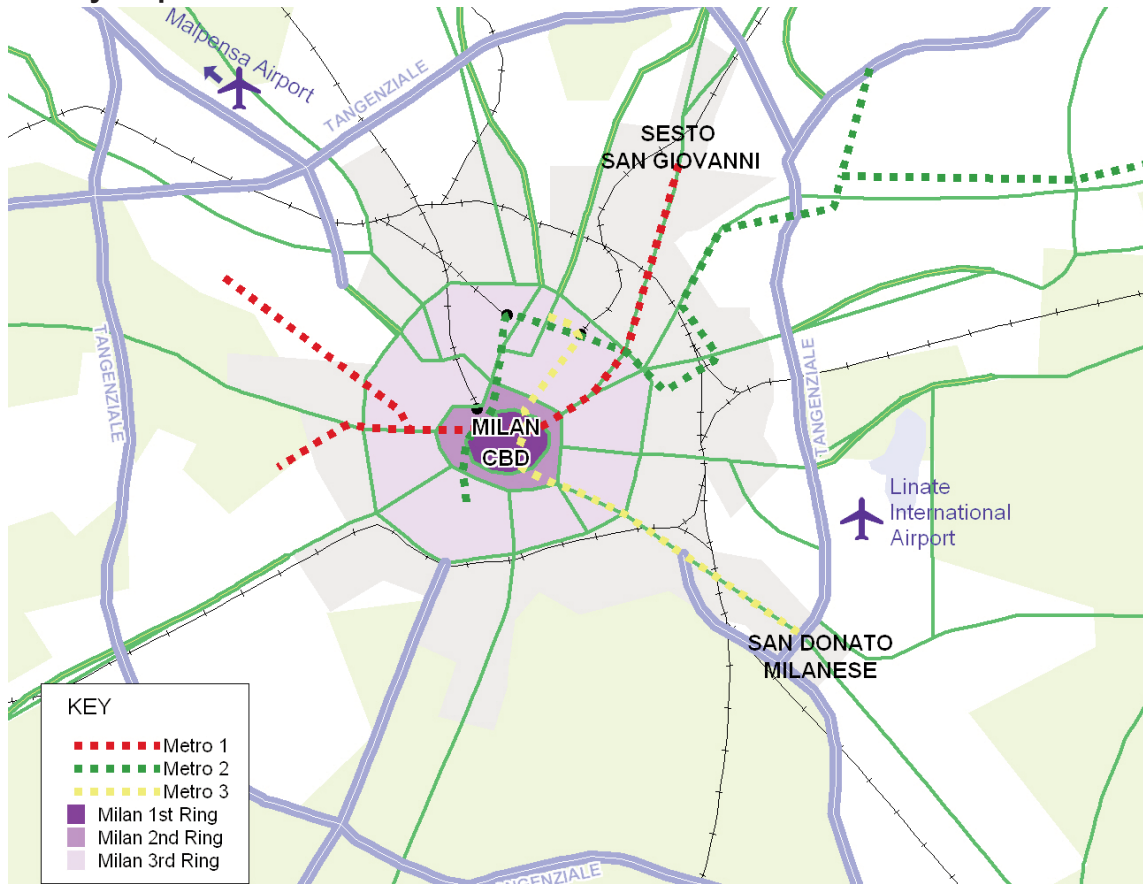 Malpensa Airport
TANGENZIALE
SESTO
SAN GIOVANNI
TANGENZIALE
TANGENZIALE
MILAN
CBD
Linate
International
Airport
SAN DONATO
MILANESE
KEY
Metro 1
Metro 2
Metro 3
Milan 1st Ring
Milan 2nd Ring
Milan 3rd Ring
TANGENZIALE